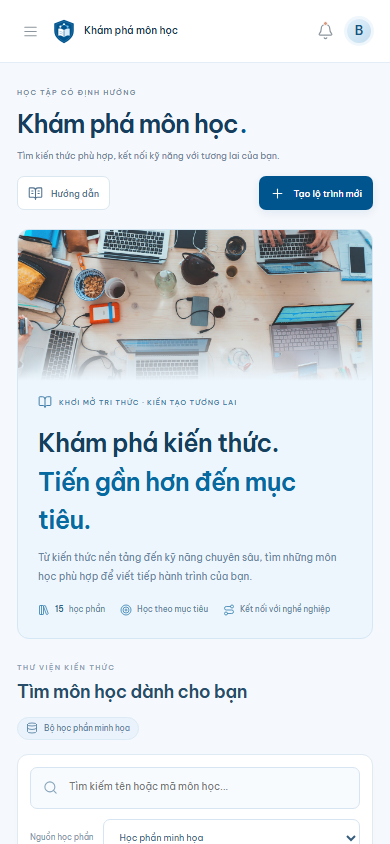 Khám phá môn học
B
HỌC TẬP CÓ ĐỊNH HƯỚNG
Khám phá môn học.
Tìm kiến thức phù hợp, kết nối kỹ năng với tương lai của bạn.
Hướng dẫn
Tạo lộ trình mới
KHƠI MỞ TRI THỨC · KIẾN TẠO TƯƠNG LAI
Khám phá kiến thức.
Tiến gần hơn đến mục
tiêu.
Từ kiến thức nền tảng đến kỹ năng chuyên sâu, tìm những môn
học phù hợp để viết tiếp hành trình của bạn.
15 học phần
Học theo mục tiêu
Kết nối với nghề nghiệp
THƯ VIỆN KIẾN THỨC
Tìm môn học dành cho bạn
Bộ học phần minh họa
Tìm kiếm tên hoặc mã môn học...
Nguồn học phần
Học phần minh họa